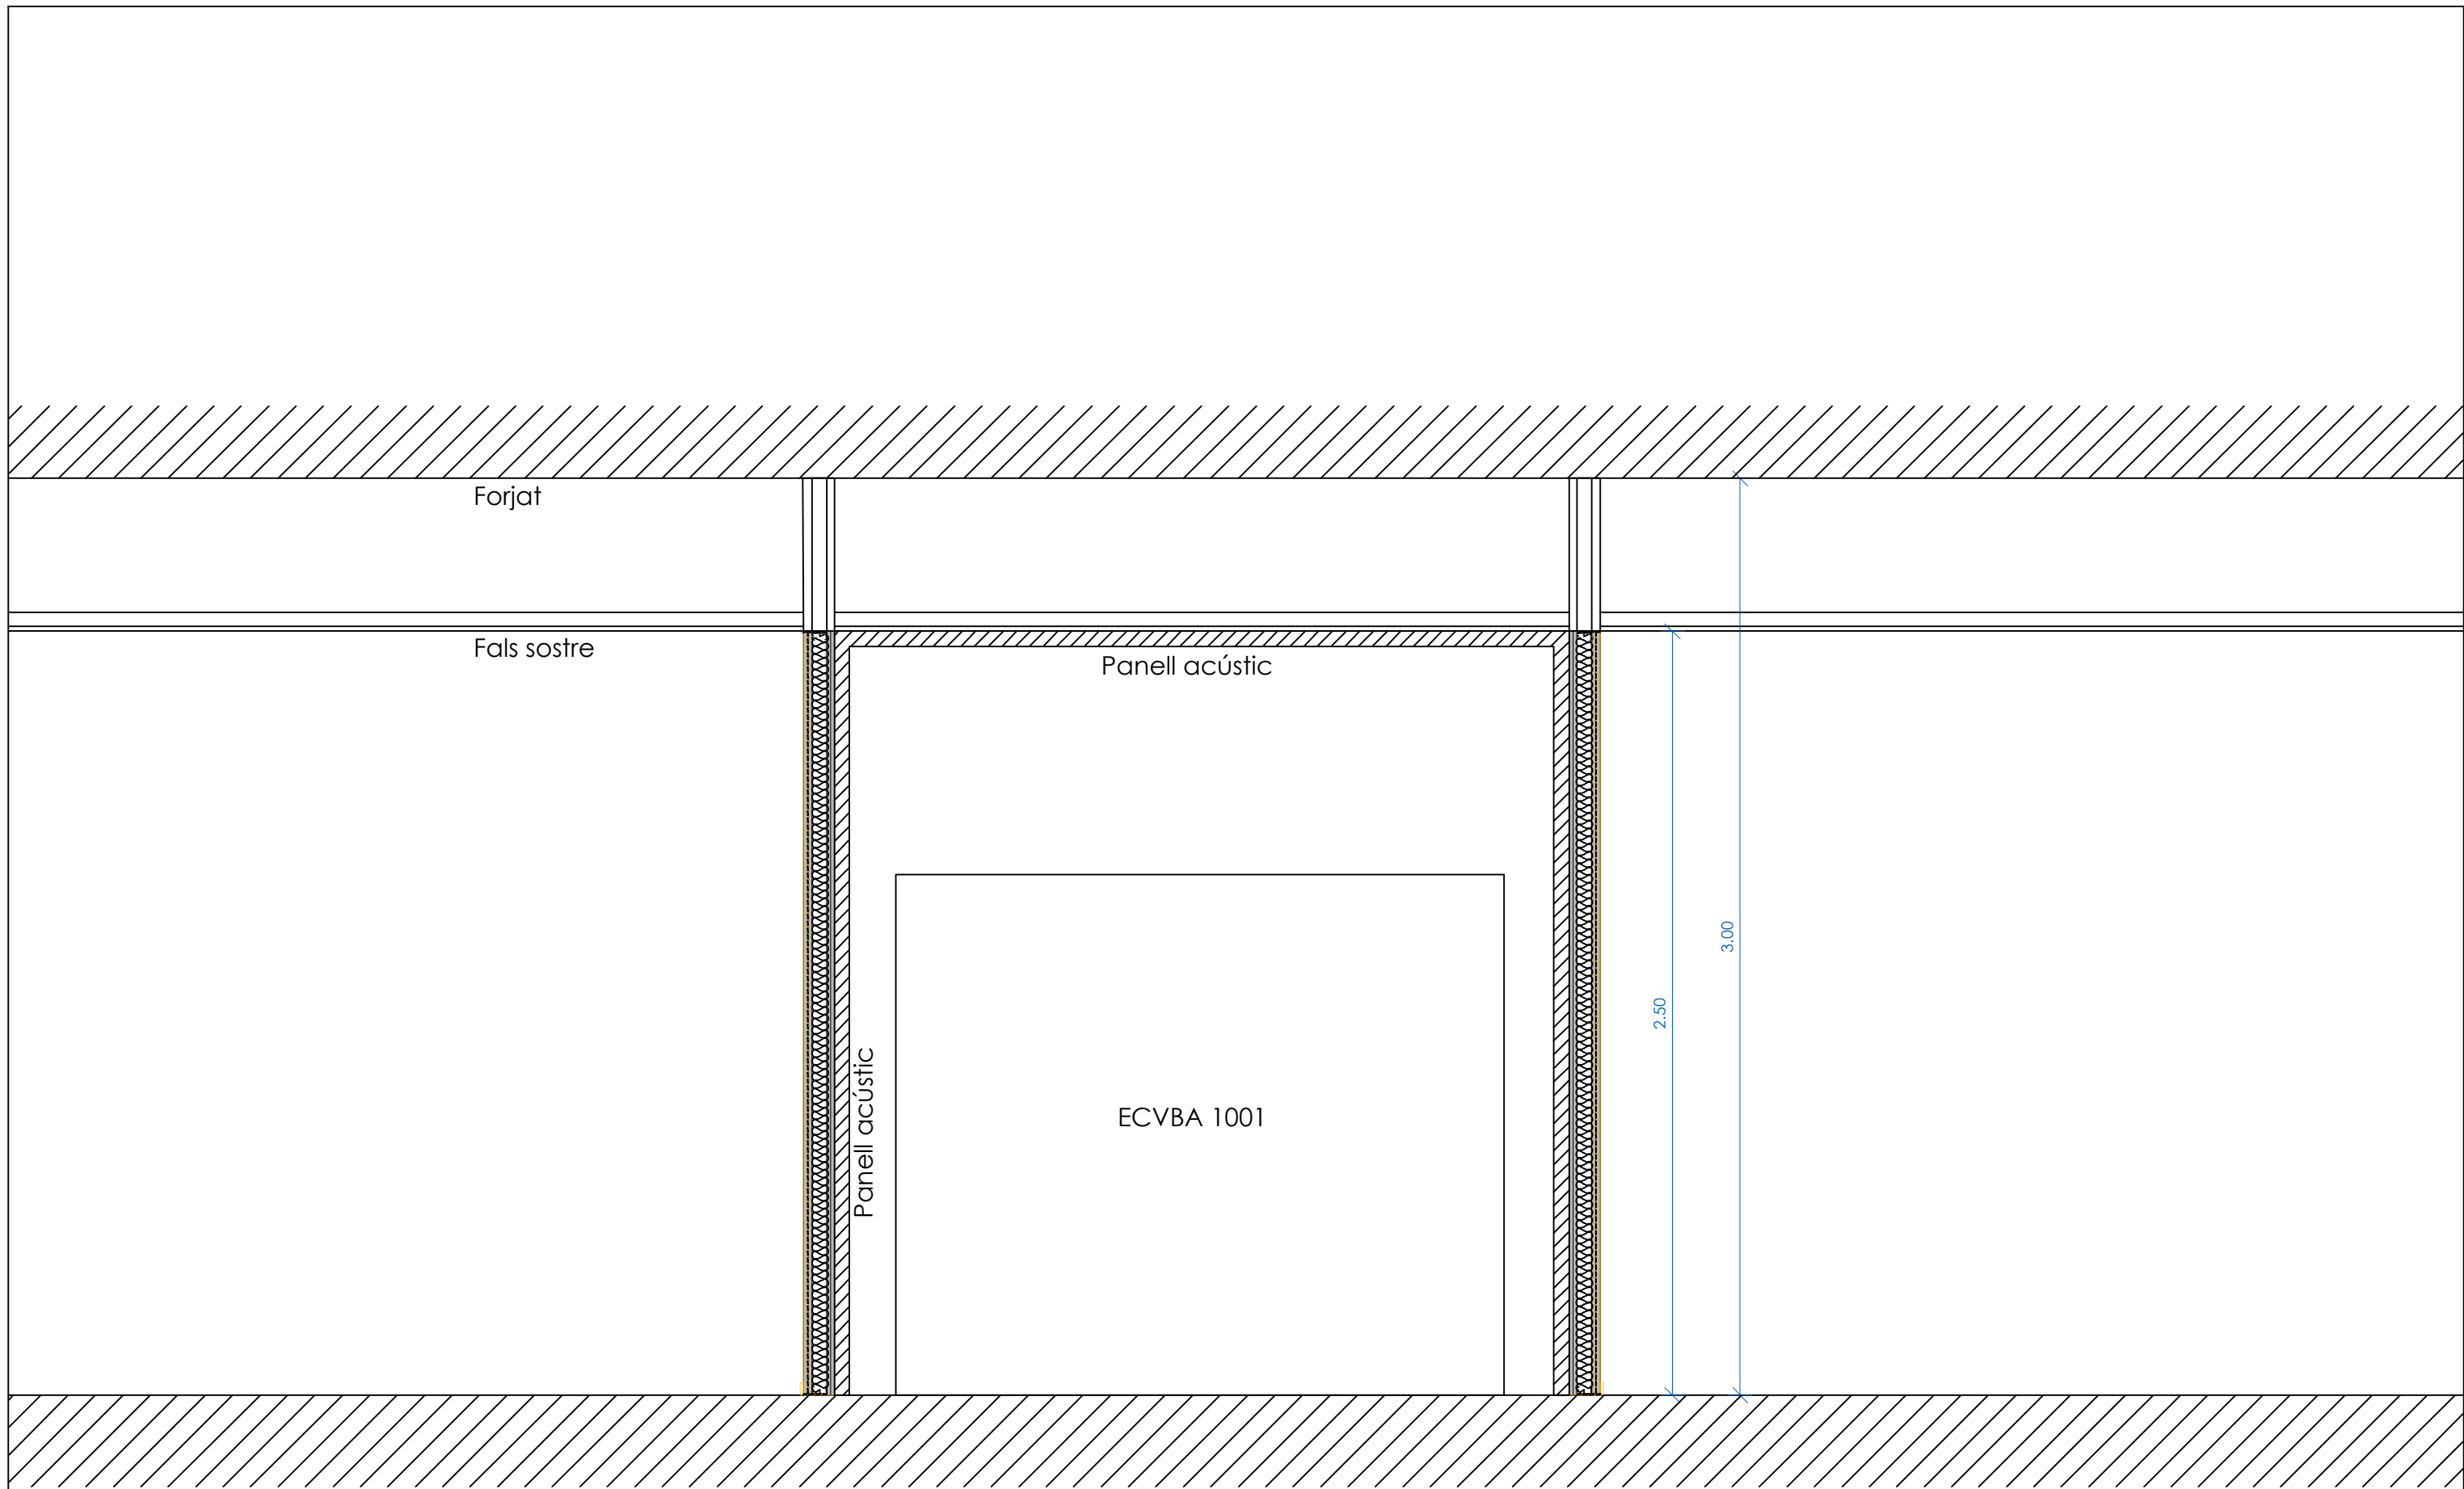 Forjat
Fals sostre
Panell acústic
3.00
2.50
Panell acústic
ECVBA 1001